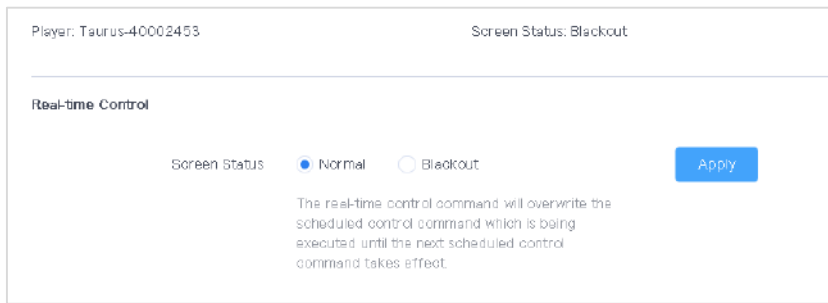 Player: Taurus-40002453 Screen Status: Blackout
Real-time Control
Screen Status Normal Blackout Apply
The real-time control command will overwrite the
scheduled control command which is being
executed until the next scheduled control
command takes effect.